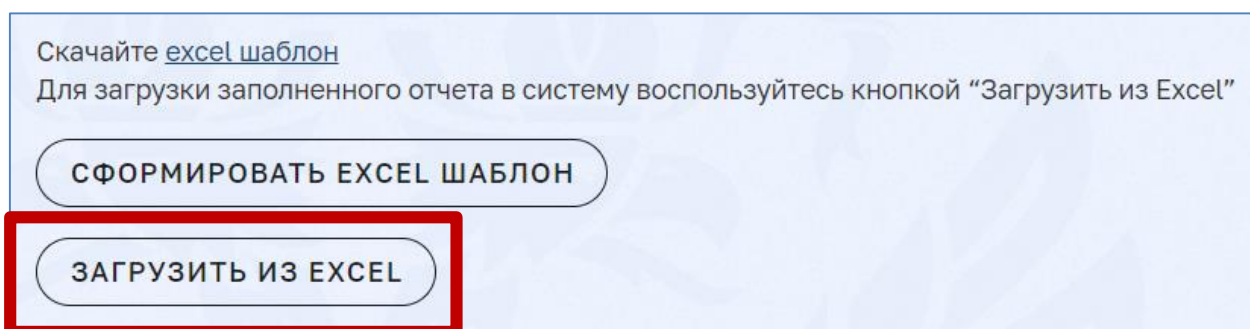 Скачайте excel шаблон
Для загрузки заполненного отчета в систему воспользуйтесь кнопкой “Загрузить из Excel”
СФОРМИРОВАТЬ EXCEL ШАБЛОН
ЗАГРУЗИТЬ ИЗ EXCEL